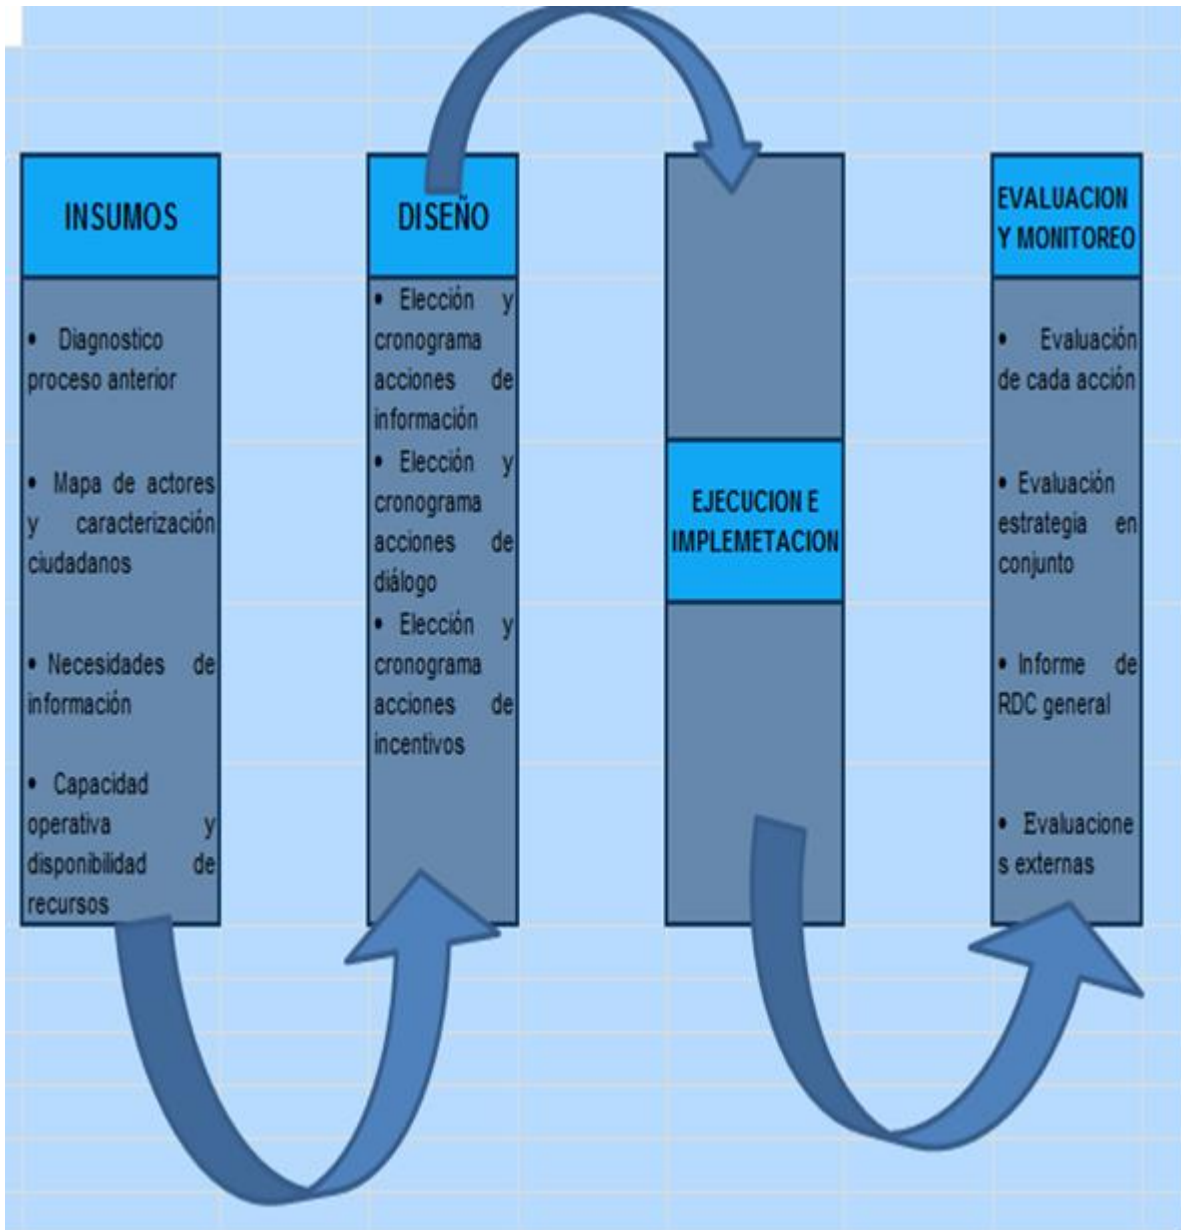 INSUMOS
• Diagnostico
proceso anterior
• Mapa de actores
y caracterización
ciudadanos
• Necesidades de
información
• Capacidad
operativa y
disponibilidad de
recursos
DISEÑO
• Elección y
cronograma
acciones de
información
• Elección y
cronograma
acciones de
diálogo
• Elección y
cronograma
acciones de
incentivos
EJECUCION E
IMPLEMETACION
EVALUACION
Y MONITOREO
• Evaluación
de cada acción
• Evaluación
estrategia en
conjunto
• Informe de
RDC general
• Evaluacione
s externas